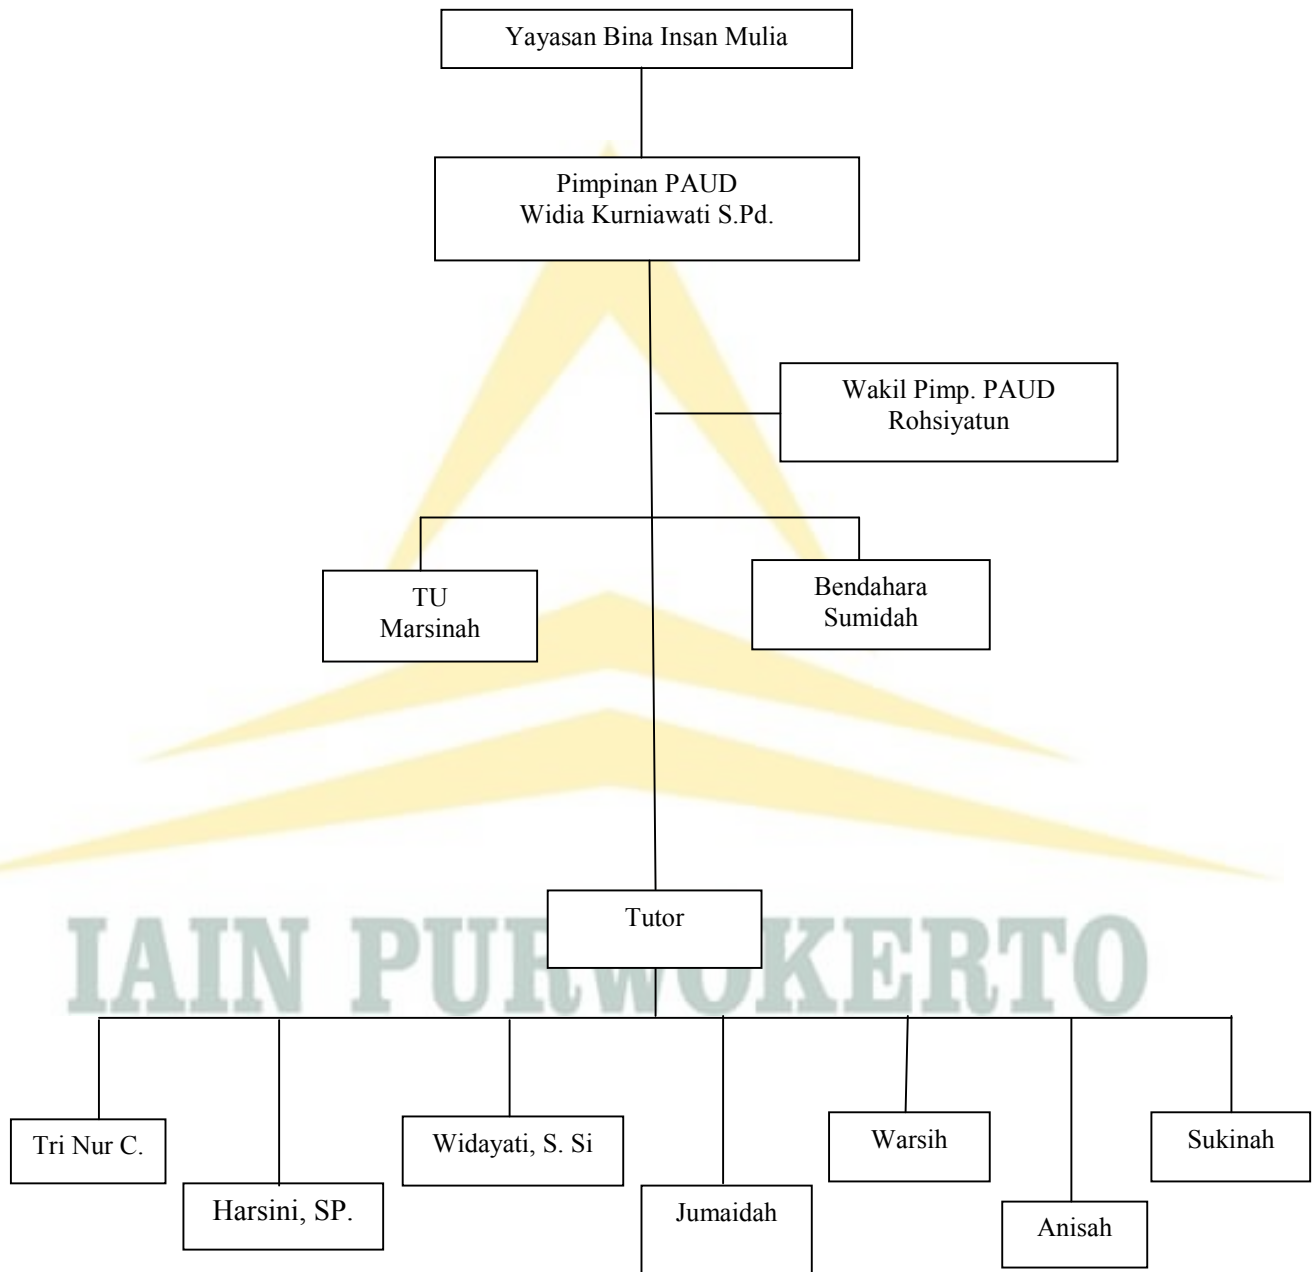 Yayasan Bina Insan Mulia
Pimpinan PAUD
Widia Kurniawati S.Pd.
Wakil Pimp. PAUD
Rohsiyatun
TU
Marsinah
Bendahara
Sumidah
Tutor
IAIN PURWOKERTO
Tri Nur C.
Harsini, SP.
Widayati, S. Si
Jumaidah
Warsih
Anisah
Sukinah